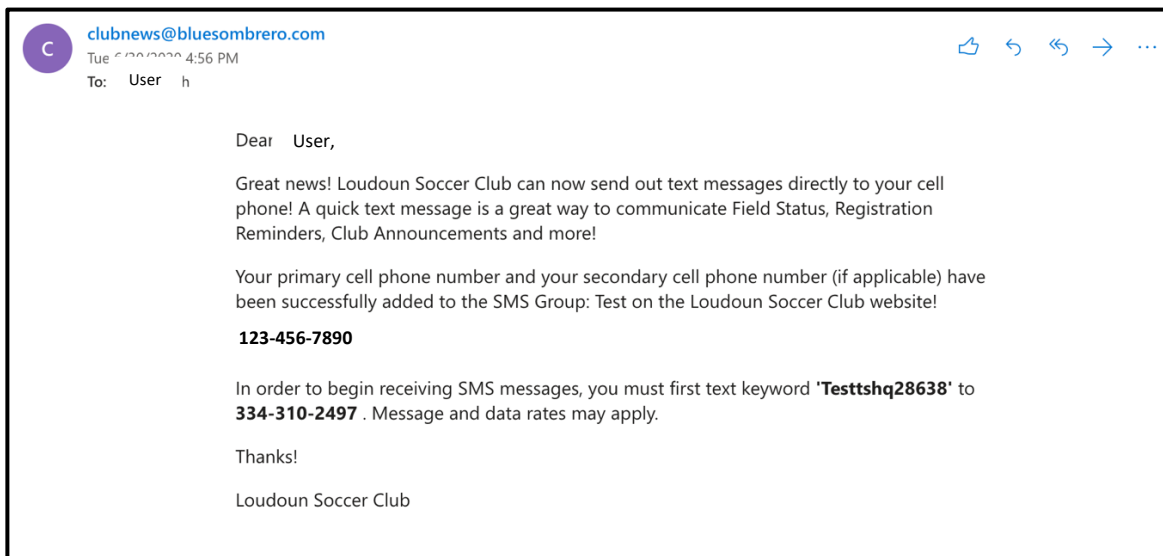 C
clubnews@bluesombrero.com
Tue 6/30/2020 4:56 PM
To: User h
Dear User,
Great news! Loudoun Soccer Club can now send out text messages directly to your cell
phone! A quick text message is a great way to communicate Field Status, Registration
Reminders, Club Announcements and more!
Your primary cell phone number and your secondary cell phone number (if applicable) have
been successfully added to the SMS Group: Test on the Loudoun Soccer Club website!
123-456-7890
In order to begin receiving SMS messages, you must first text keyword 'Testtshq28638' to
334-310-2497 . Message and data rates may apply.
Thanks!
Loudoun Soccer Club